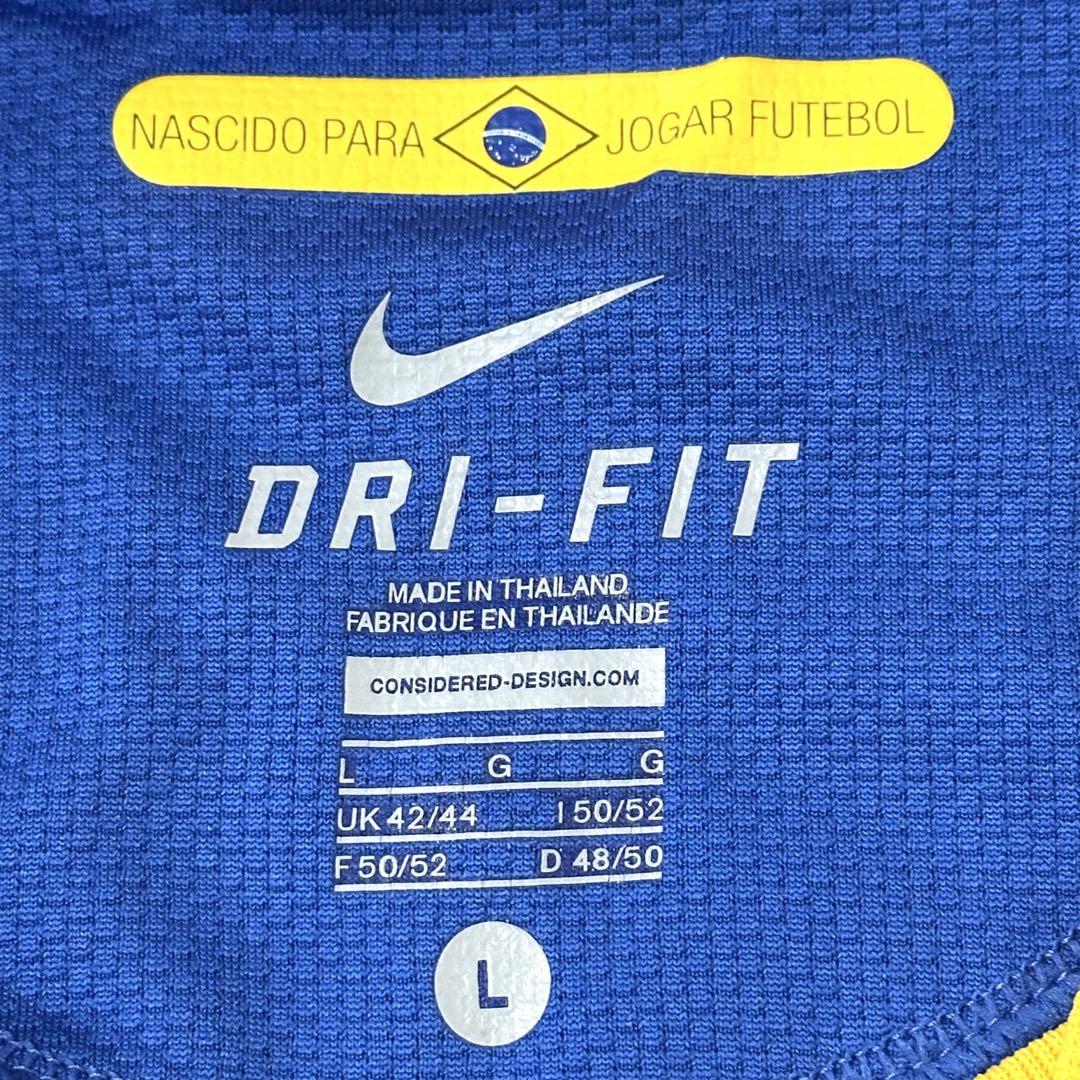 NASCIDO PARA JOGAR FUTEBOL
DRI-FIT
MADE IN THAILAND
FABRIQUE EN THAILANDE
CONSIDERED-DESIGN.COM
L G G
UK 42/44 I 50/52
F 50/52 D 48/50
L